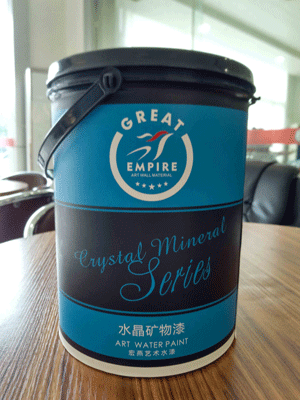 GREAT
EMPIRE
ART WALL MATERIAL
Crystal Mineral
Series
水晶矿物漆
ART WATER PAINT
宏燕艺术水漆